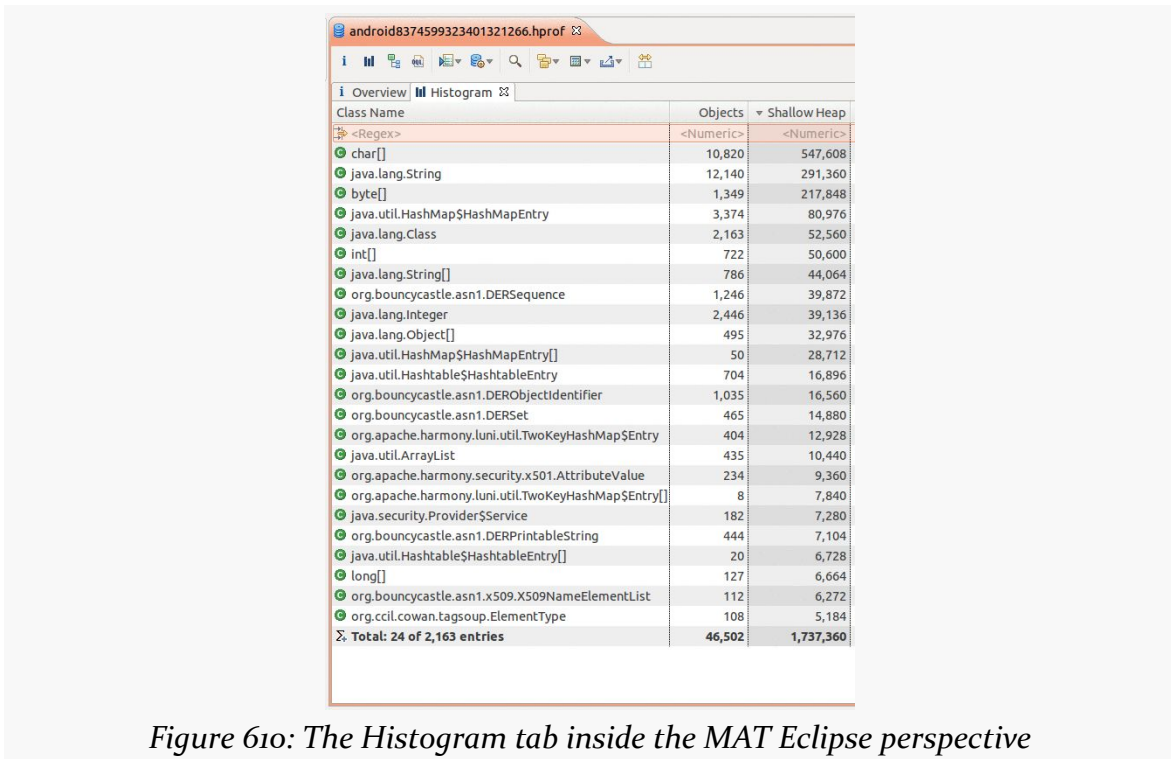 android8374599323401321266.hprof
i Overview Histogram
Class Name Objects Shallow Heap
<Regex> <Numeric> <Numeric>
char[] 10,820 547,608
java.lang.String 12,140 291,360
byte[] 1,349 217,848
java.util.HashMap$HashMapEntry 3,374 80,976
java.lang.Class 2,163 52,560
int[] 722 50,600
java.lang.String[] 786 44,064
org.bouncycastle.asn1.DERSequence 1,246 39,872
java.lang.Integer 2,446 39,136
java.lang.Object[] 495 32,976
java.util.HashMap$HashMapEntry[] 50 28,712
java.util.Hashtable$HashtableEntry 704 16,896
org.bouncycastle.asn1.DERObjectIdentifier 1,035 16,560
org.bouncycastle.asn1.DERSet 465 14,880
org.apache.harmony.luni.util.TwoKeyHashMap$Entry 404 12,928
java.util.ArrayList 435 10,440
org.apache.harmony.security.x501.AttributeValue 234 9,360
org.apache.harmony.luni.util.TwoKeyHashMap$Entry[] 8 7,840
java.security.Provider$Service 182 7,280
org.bouncycastle.asn1.DERPrintableString 444 7,104
java.util.Hashtable$HashtableEntry[] 20 6,728
long[] 127 6,664
org.bouncycastle.asn1.x509.X509NameElementList 112 6,272
org.ccil.cowan.tagsoup.ElementType 108 5,184
Σ Total: 24 of 2,163 entries 46,502 1,737,360
Figure 610: The Histogram tab inside the MAT Eclipse perspective